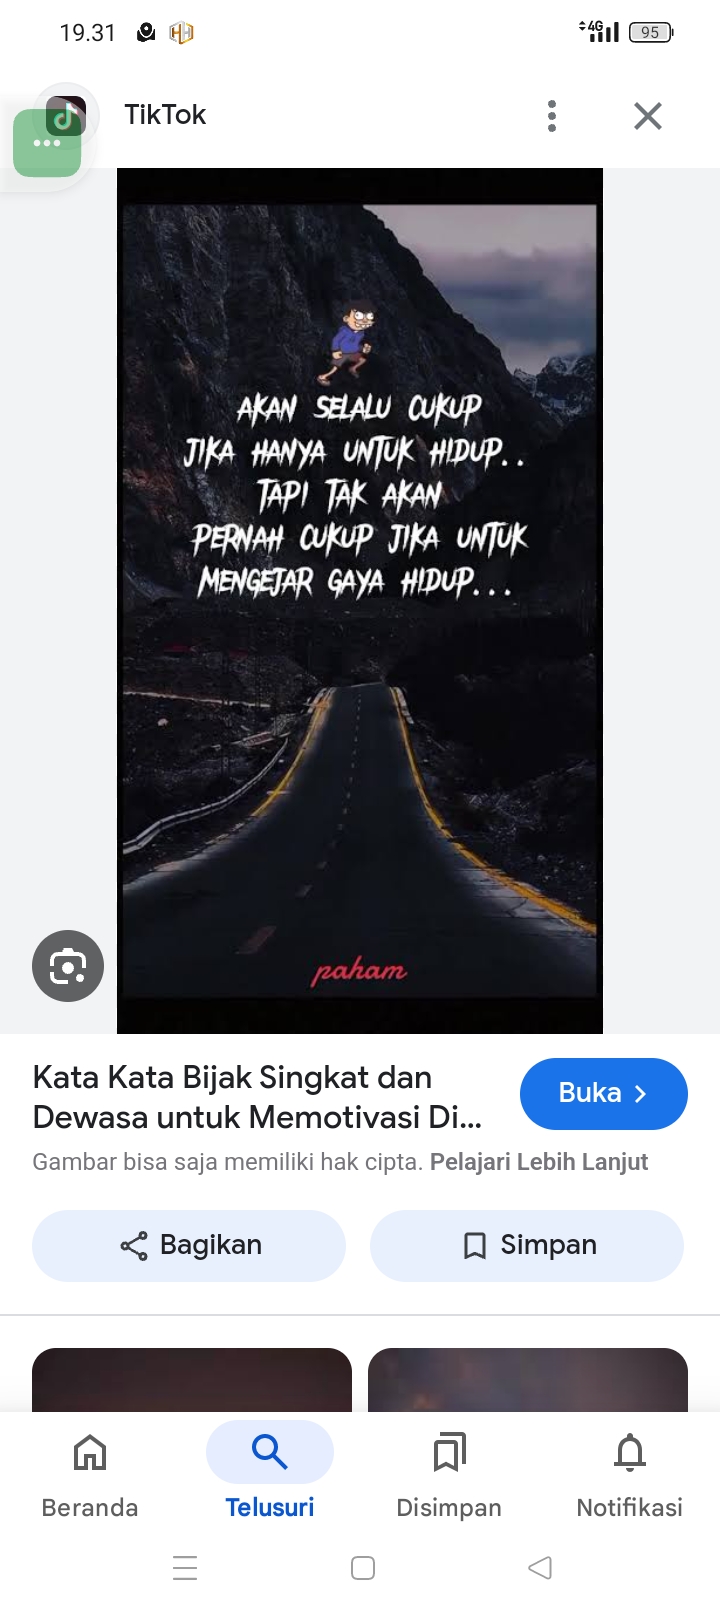 19.31
4G
95
TikTok
AKAN SELALU CUKUP
JIKA HANYA UNTUK HIDUP..
TAPI TAK AKAN
PERNAH CUKUP JIKA UNTUK
MENGEJAR GAYA HIDUP...
paham
Kata Kata Bijak Singkat dan
Dewasa untuk Memotivasi Di...
Buka
Gambar bisa saja memiliki hak cipta. Pelajari Lebih Lanjut
Bagikan
Simpan
Beranda
Telusuri
Disimpan
Notifikasi